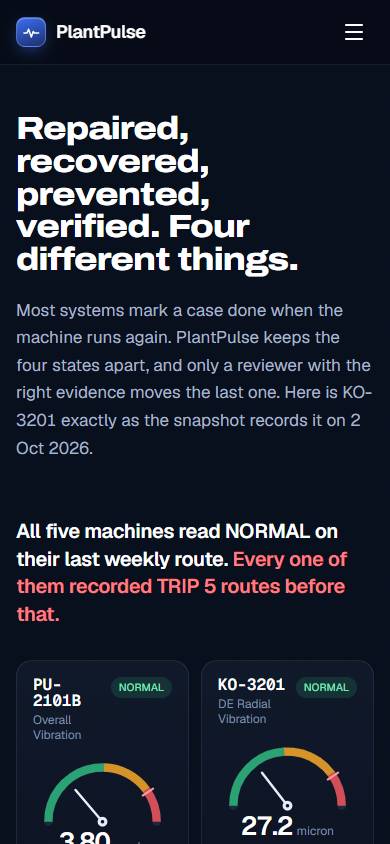 PlantPulse
Repaired,
recovered,
prevented,
verified. Four
different things.
Most systems mark a case done when the
machine runs again. PlantPulse keeps the
four states apart, and only a reviewer with the
right evidence moves the last one. Here is KO-
3201 exactly as the snapshot records it on 2
Oct 2026.
All five machines read NORMAL on
their last weekly route. Every one of
them recorded TRIP 5 routes before
that.
PU-
2101B
NORMAL
Overall
Vibration
3.80
KO-3201
NORMAL
DE Radial
Vibration
27.2 micron